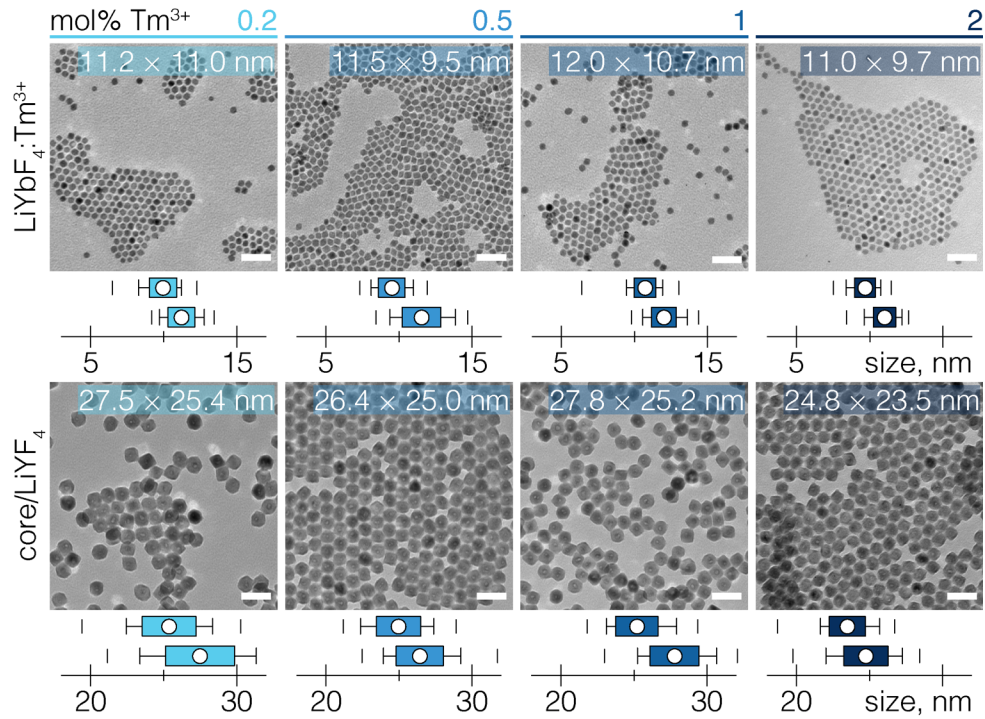 mol% Tm³⁺ 0.2 0.5 1 2
LiYbF₄:Tm³⁺
11.2 × 11.0 nm 11.5 × 9.5 nm 12.0 × 10.7 nm 11.0 × 9.7 nm
5 15 5 15 5 15 5 size, nm
core/LiYF₄
27.5 × 25.4 nm 26.4 × 25.0 nm 27.8 × 25.2 nm 24.8 × 23.5 nm
20 30 20 30 20 30 20 size, nm